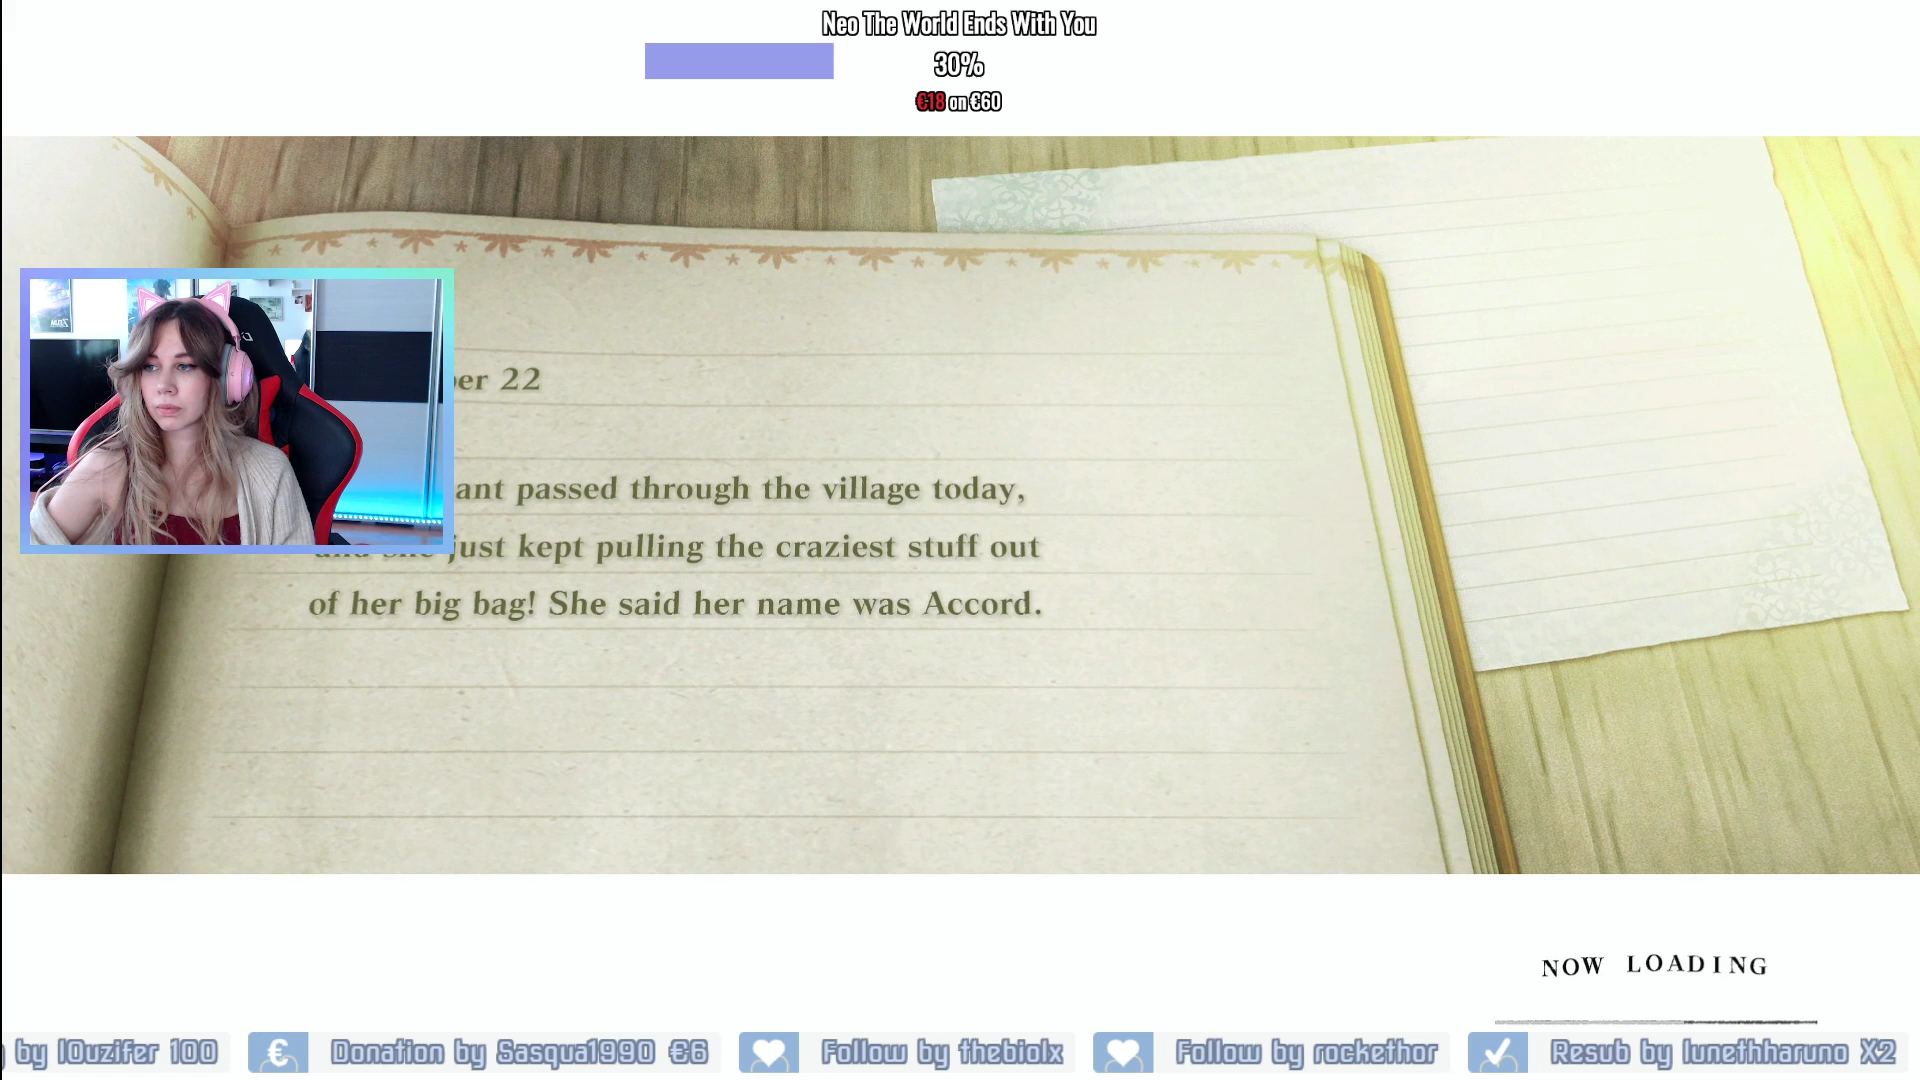 Neo The World Ends With You
30%
€18 on €60
22
passed through the village today,
just kept pulling the craziest stuff out
of her big bag! She said her name was Accord.
NOW LOADING
by l0uzifer 100
€ Donation by Sasqua1990 €6
Follow by thebiolx
Follow by rockethor
Resub by lunethharuno X2